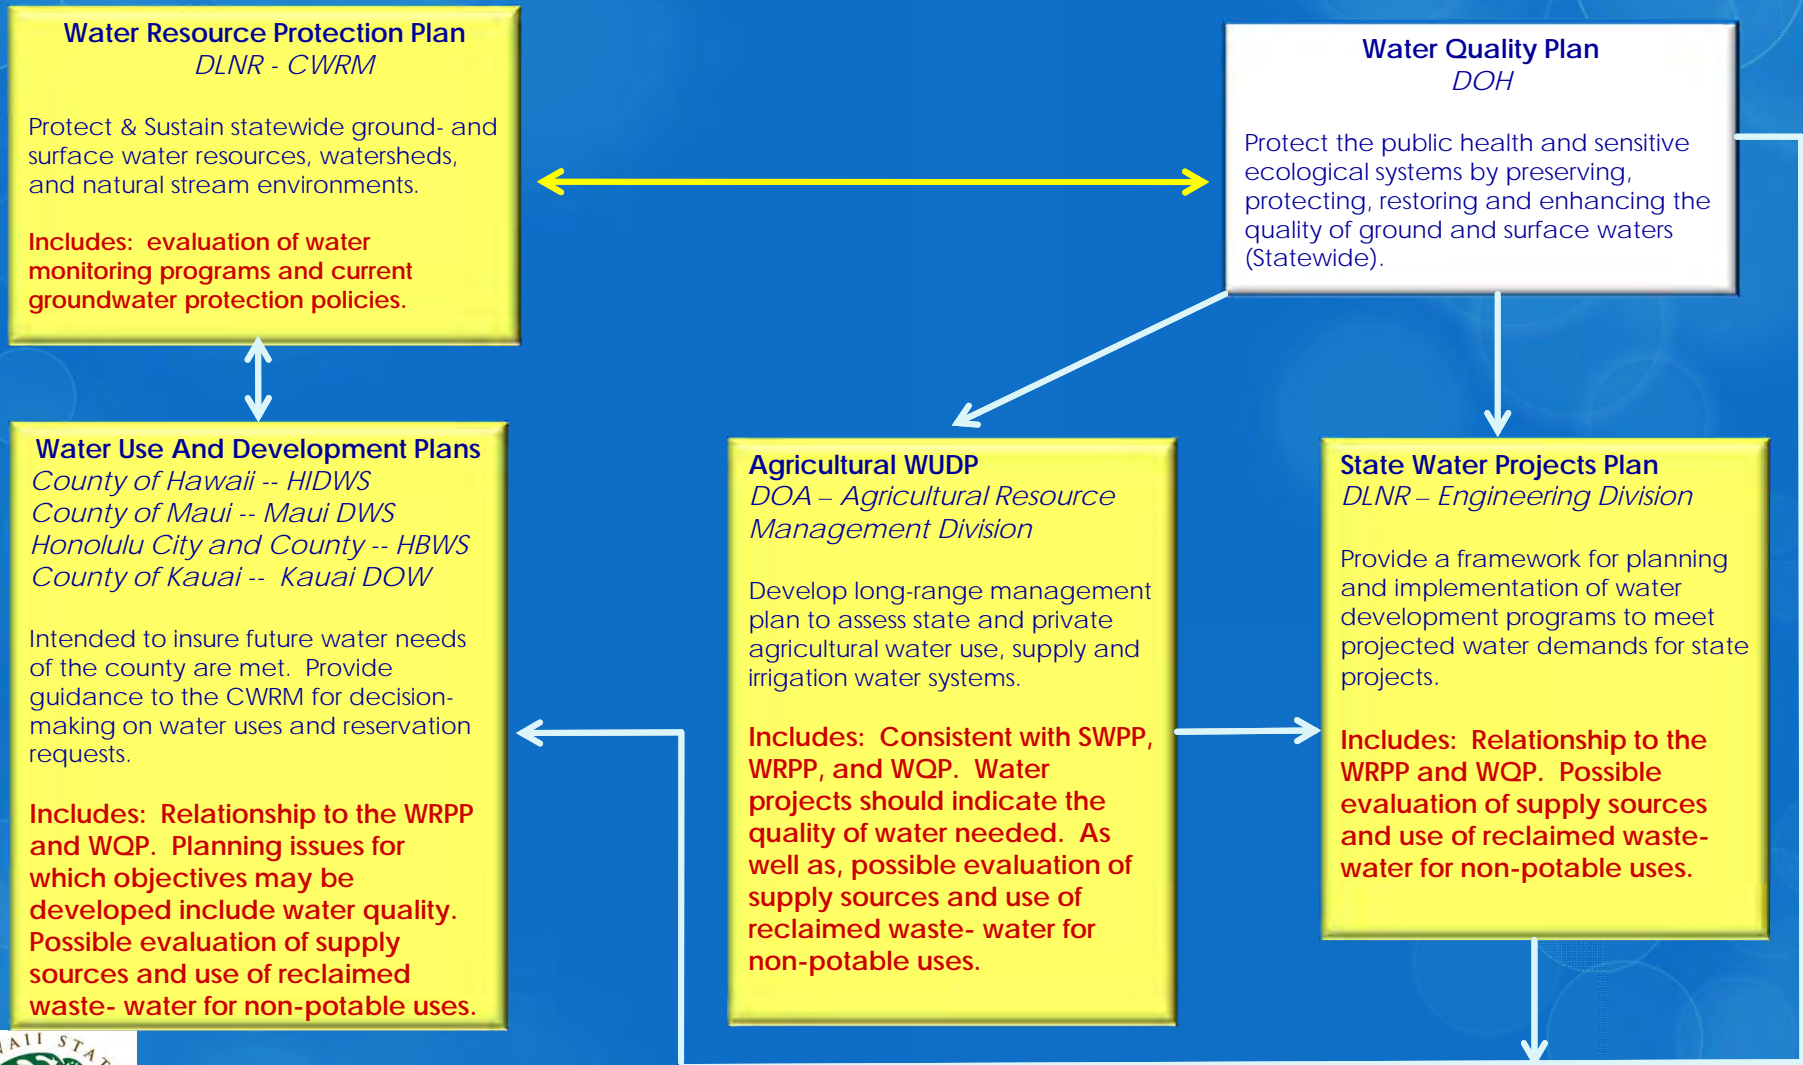 Water Resource Protection Plan
DLNR - CWRM
Protect & Sustain statewide ground- and
surface water resources, watersheds,
and natural stream environments.
Includes: evaluation of water
monitoring programs and current
groundwater protection policies.
Water Quality Plan
DOH
Protect the public health and sensitive
ecological systems by preserving,
protecting, restoring and enhancing the
quality of ground and surface waters
(Statewide).
Water Use And Development Plans
County of Hawaii -- HIDWS
County of Maui -- Maui DWS
Honolulu City and County -- HBWS
County of Kauai -- Kauai DOW
Intended to insure future water needs
of the county are met. Provide
guidance to the CWRM for decision-
making on water uses and reservation
requests.
Includes: Relationship to the WRPP
and WQP. Planning issues for
which objectives may be
developed include water quality.
Possible evaluation of supply
sources and use of reclaimed
waste- water for non-potable uses.
Agricultural WUDP
DOA – Agricultural Resource
Management Division
Develop long-range management
plan to assess state and private
agricultural water use, supply and
irrigation water systems.
Includes: Consistent with SWPP,
WRPP, and WQP. Water
projects should indicate the
quality of water needed. As
well as, possible evaluation of
supply sources and use of
reclaimed waste- water for
non-potable uses.
State Water Projects Plan
DLNR – Engineering Division
Provide a framework for planning
and implementation of water
development programs to meet
projected water demands for state
projects.
Includes: Relationship to the
WRPP and WQP. Possible
evaluation of supply sources
and use of reclaimed waste-
water for non-potable uses.